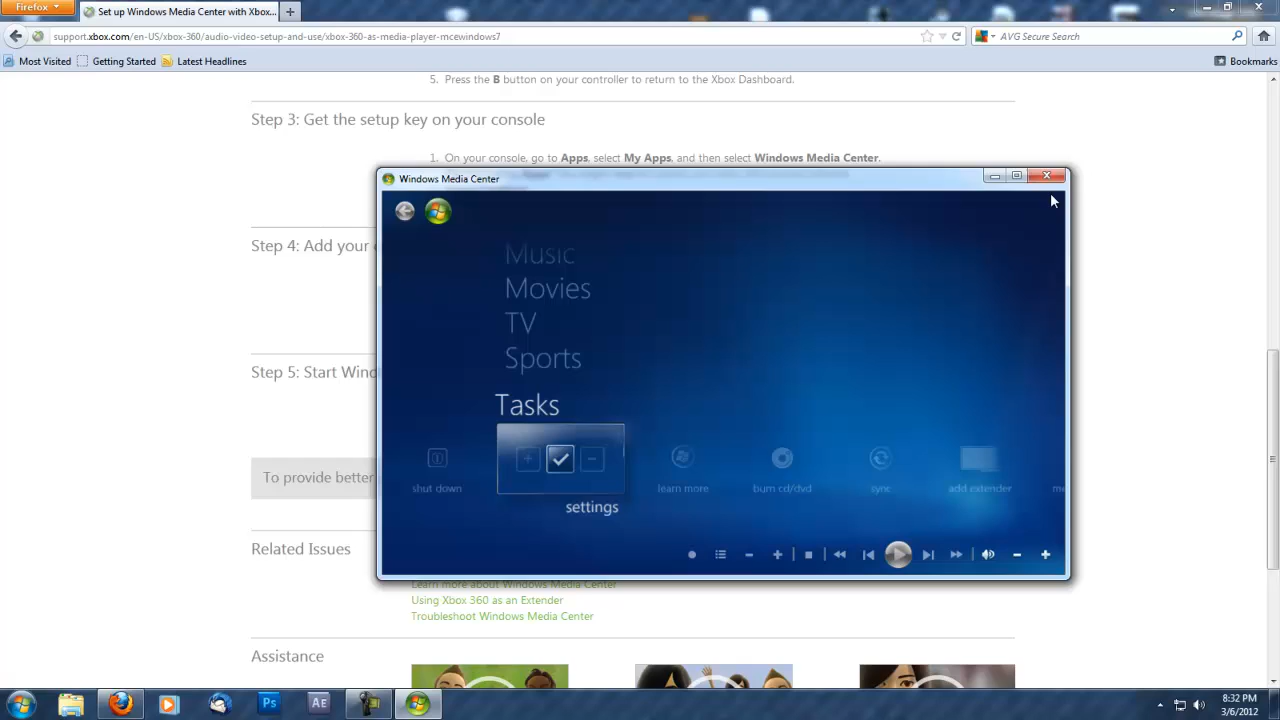 Firefox
Set up Windows Media Center with Xbox...
support.xbox.com/en-US/xbox-360/audio-video-setup-and-use/xbox-360-as-media-player-mcewindows7
AVG Secure Search
Most Visited
Getting Started
Latest Headlines
Bookmarks
5. Press the B button on your controller to return to the Xbox Dashboard.
Step 3: Get the setup key on your console
1. On your console, go to Apps, select My Apps, and then select Windows Media Center.
Windows Media Center
Step 4: Add your
Music
Movies
TV
Sports
Step 5: Start
Tasks
To provide better
shut down
learn more
burn cd/dvd
sync
add extender
settings
Related Issues
Learn more about Windows Media Center
Using Xbox 360 as an Extender
Troubleshoot Windows Media Center
Assistance
Ps
AE
8:32 PM
3/6/2012